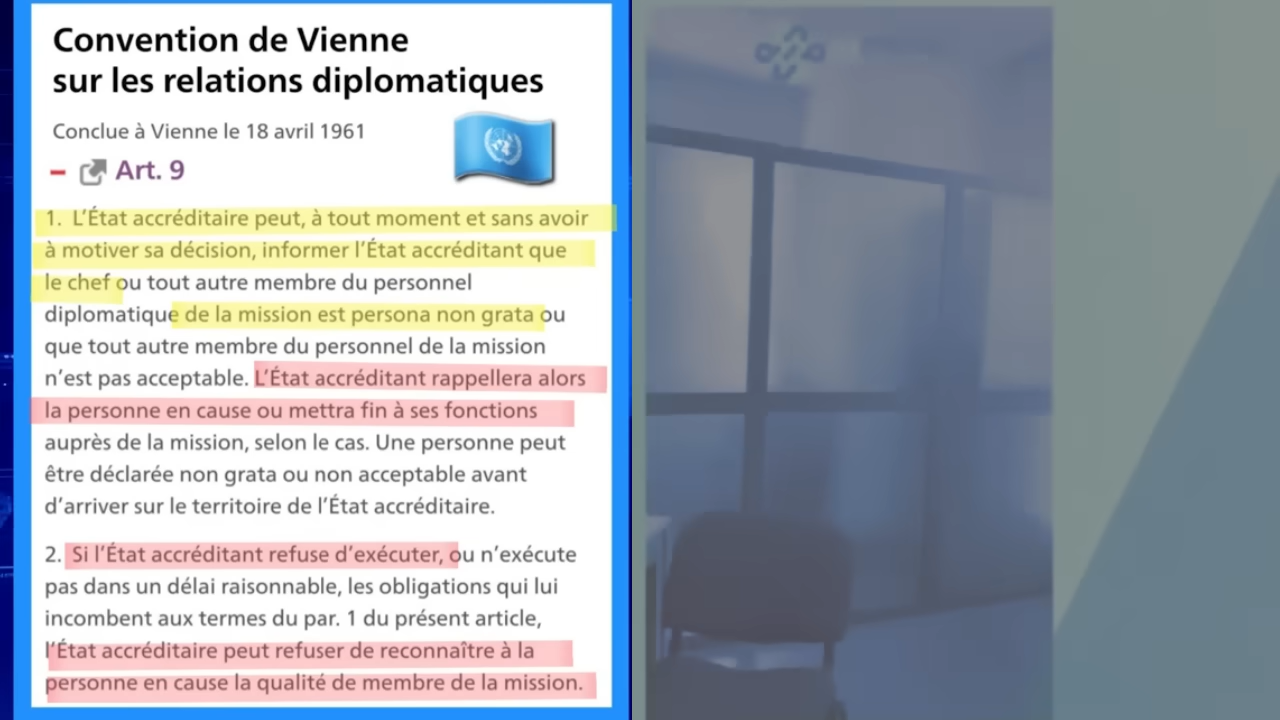 Convention de Vienne
sur les relations diplomatiques
Conclue à Vienne le 18 avril 1961
Art. 9
1. L’État accréditaire peut, à tout moment et sans avoir
à motiver sa décision, informer l’État accréditant que
le chef ou tout autre membre du personnel
diplomatique de la mission est persona non grata ou
que tout autre membre du personnel de la mission
n’est pas acceptable. L’État accréditant rappellera alors
la personne en cause ou mettra fin à ses fonctions
auprès de la mission, selon le cas. Une personne peut
être déclarée non grata ou non acceptable avant
d’arriver sur le territoire de l’État accréditaire.
2. Si l’État accréditant refuse d’exécuter, ou n’exécute
pas dans un délai raisonnable, les obligations qui lui
incombent aux termes du par. 1 du présent article,
l’État accréditaire peut refuser de reconnaître à la
personne en cause la qualité de membre de la mission.